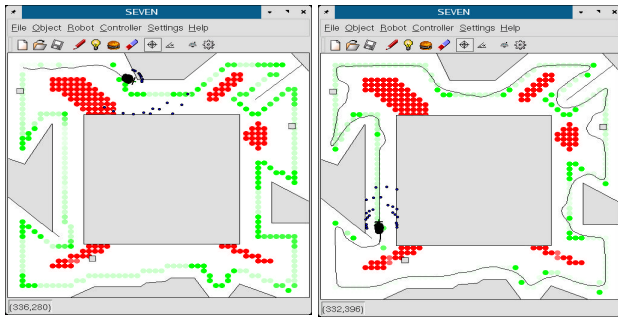 SEVEN
File Object Robot Controller Settings Help
(336,280)
SEVEN
File Object Robot Controller Settings Help
(332,396)